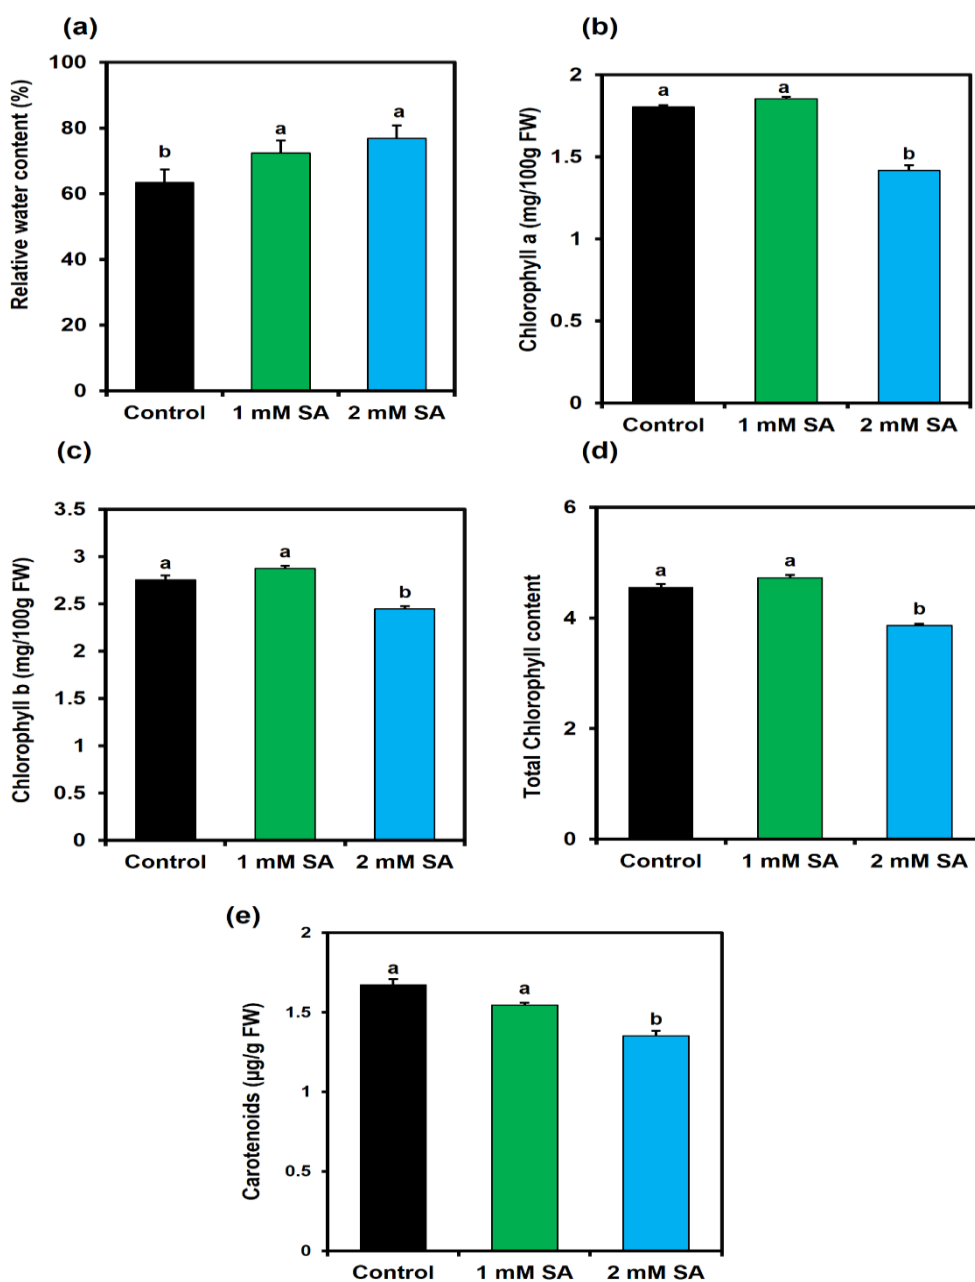 (a)
Relative water content (%)
100
80
60
40
20
0
b
a
a
Control 1 mM SA 2 mM SA
(b)
Chlorophyll a (mg/100g FW)
2
1.5
1
0.5
0
a
a
b
Control 1 mM SA 2 mM SA
(c)
Chlorophyll b (mg/100g FW)
3.5
3
2.5
2
1.5
1
0.5
0
a
a
b
Control 1 mM SA 2 mM SA
(d)
Total Chlorophyll content
6
4
2
0
a
a
b
Control 1 mM SA 2 mM SA
(e)
Carotenoids (µg/g FW)
2
1.5
1
0.5
0
a
a
b
Control 1 mM SA 2 mM SA